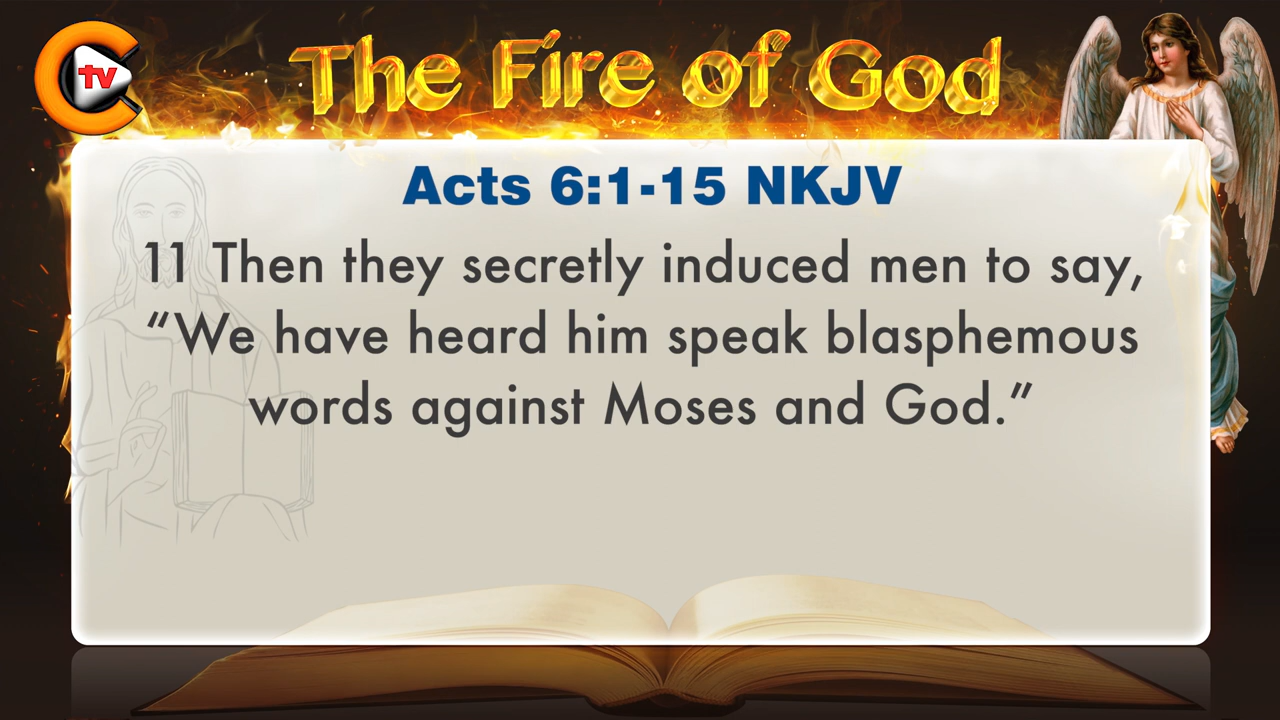 tv
The Fire of God
Acts 6:1-15 NKJV
11 Then they secretly induced men to say,
“We have heard him speak blasphemous
words against Moses and God.”